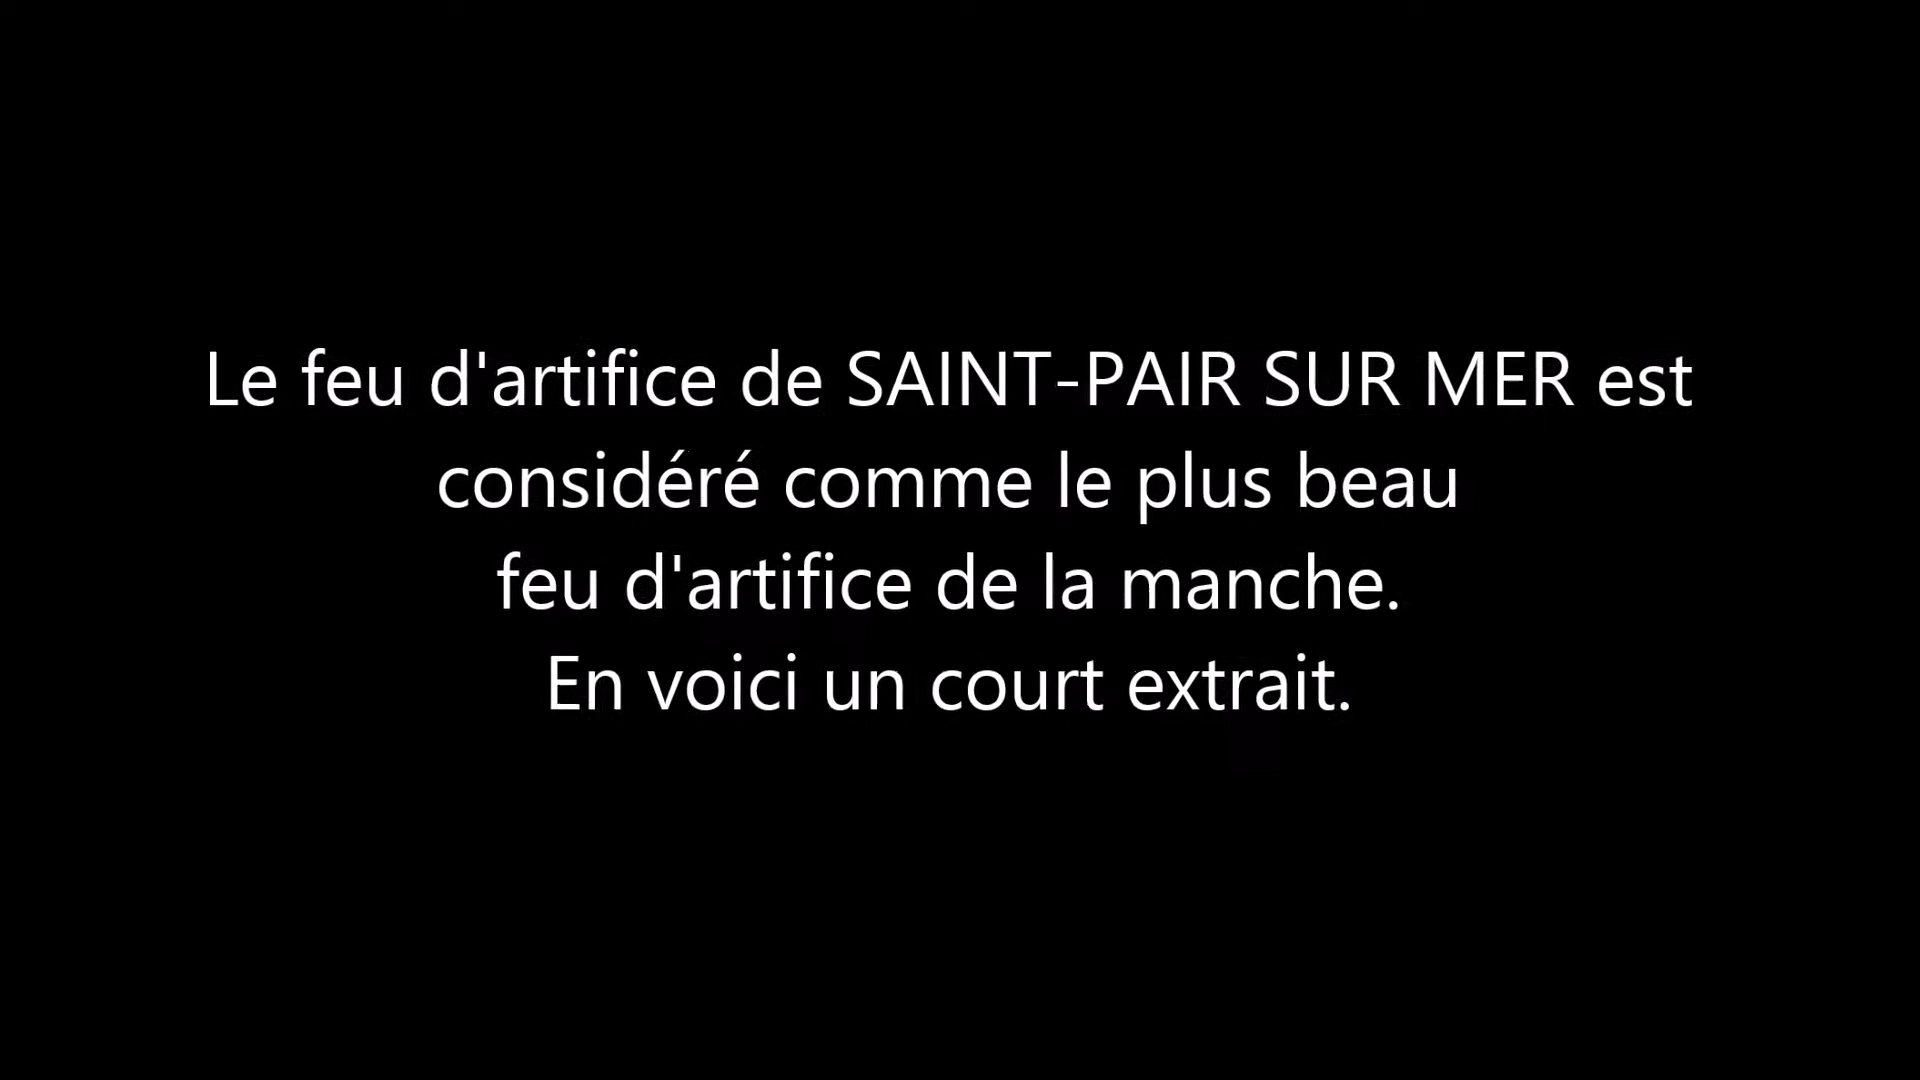 Le feu d'artifice de SAINT-PAIR SUR MER est
considéré comme le plus beau
feu d'artifice de la manche.
En voici un court extrait.